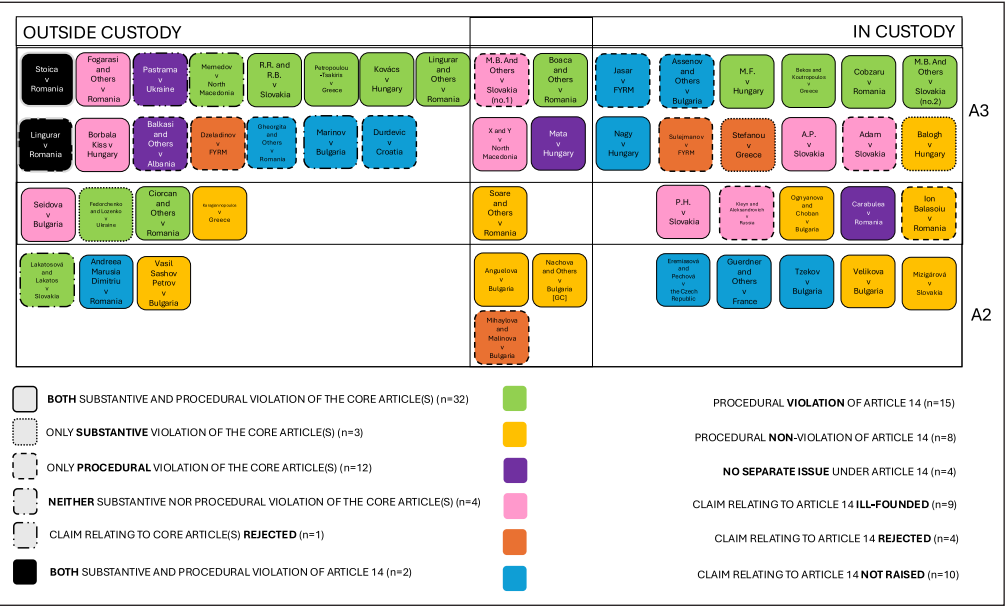 OUTSIDE CUSTODY
IN CUSTODY
Stoica
v
Romania
Fogarasi
and
Others
v
Romania
Pastrama
v
Ukraine
Memedov
v
North
Macedonia
R.R. and
R.B.
v
Slovakia
Petropoulou
-Tsakiris
v
Greece
Kovács
v
Hungary
Lingurar
and
Others
v
Romania
M.B. And
Others
v
Slovakia
(no.1)
Boaca
and
Others
v
Romania
Jasar
v
FYRM
Assenov
and
Others
v
Bulgaria
M.F.
v
Hungary
Bekos and
Koutropoulos
v
Greece
Cobzaru
v
Romania
M.B. And
Others
v
Slovakia
(no.2)
A3
Lingurar
v
Romania
Borbala
Kiss v
Hungary
Balkasi
and
Others
v
Albania
Dzeladinov
v
FYRM
Gheorgita
and
Others
v
Romania
Marinov
v
Bulgaria
Durdevic
v
Croatia
X and Y
v
North
Macedonia
Mata
v
Hungary
Nagy
v
Hungary
Sulejmanov
v
FYRM
Stefanou
v
Greece
A.P.
v
Slovakia
Adam
v
Slovakia
Balogh
v
Hungary
Seidova
v
Bulgaria
Fedorchenko
and Lozenko
v
Ukraine
Ciorcan
and
Others
v
Romania
v
Greece
Soare
and
Others
v
Romania
P.H.
v
Slovakia
Kleyn and
Aleksandrovich
v
Russia
Ognyanova
and
Choban
v
Bulgaria
Carabulea
v
Romania
Ion
Balasoiu
v
Romania
Lakatosová
and
Lakatos
v
Slovakia
Andreea
Marusia
Dimitriu
v
Romania
Vasil
Sashov
Petrov
v
Bulgaria
Anguelova
v
Bulgaria
Nachova
and Others
v
Bulgaria
[GC]
Eremiasova
and
Pechova
v
the Czech
Republic
Guerdner
and
Others
v
France
Tzekov
v
Bulgaria
Velikova
v
Bulgaria
Mizigárová
v
Slovakia
A2
Mihaylova
and
Malinova
v
Bulgaria
BOTH SUBSTANTIVE AND PROCEDURAL VIOLATION OF THE CORE ARTICLE(S) (n=32)
ONLY SUBSTANTIVE VIOLATION OF THE CORE ARTICLE(S) (n=3)
ONLY PROCEDURAL VIOLATION OF THE CORE ARTICLE(S) (n=12)
NEITHER SUBSTANTIVE NOR PROCEDURAL VIOLATION OF THE CORE ARTICLE(S) (n=4)
CLAIM RELATING TO CORE ARTICLE(S) REJECTED (n=1)
BOTH SUBSTANTIVE AND PROCEDURAL VIOLATION OF ARTICLE 14 (n=2)
PROCEDURAL VIOLATION OF ARTICLE 14 (n=15)
PROCEDURAL NON-VIOLATION OF ARTICLE 14 (n=8)
NO SEPARATE ISSUE UNDER ARTICLE 14 (n=4)
CLAIM RELATING TO ARTICLE 14 ILL-FOUNDED (n=9)
CLAIM RELATING TO ARTICLE 14 REJECTED (n=4)
CLAIM RELATING TO ARTICLE 14 NOT RAISED (n=10)